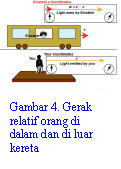 Einstein's Coordinates
Light seen by Einstein
Your Coordinates
You
Light emitted by you
Gambar 4. Gerak
relatif orang di
dalam dan di luar
kereta